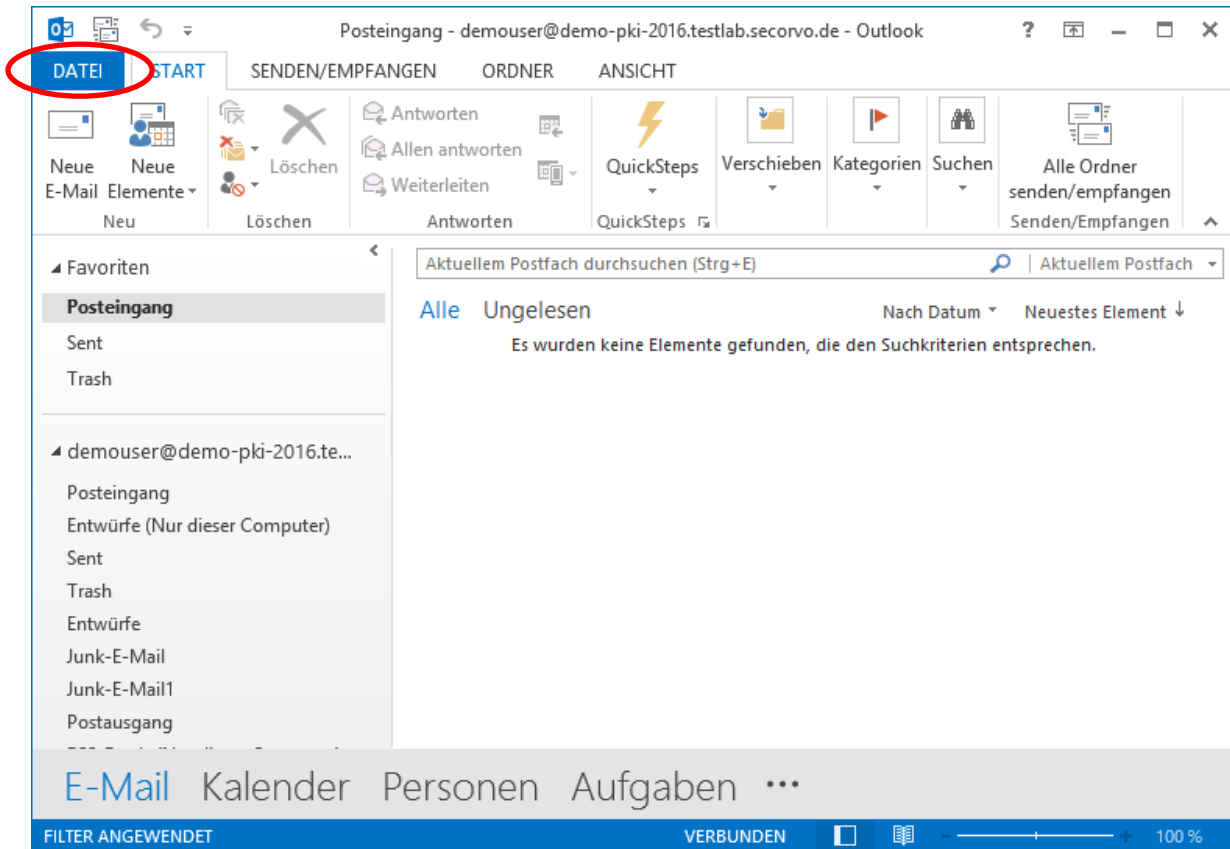 Posteingang - demouser@demo-pki-2016.testlab.secorvo.de - Outlook
DATEI START SENDEN/EMPFANGEN ORDNER ANSICHT
Neue E-Mail
Neue Elemente
Löschen
Antworten
Allen antworten
Weiterleiten
QuickSteps
Verschieben
Kategorien
Suchen
Alle Ordner
senden/empfangen
Neu Löschen Antworten QuickSteps Senden/Empfangen
Favoriten
Posteingang
Sent
Trash
demouser@demo-pki-2016.te...
Posteingang
Entwürfe (Nur dieser Computer)
Sent
Trash
Entwürfe
Junk-E-Mail
Junk-E-Mail1
Postausgang
Aktuellem Postfach durchsuchen (Strg+E) Aktuellem Postfach
Alle Ungelesen Nach Datum Neuestes Element
Es wurden keine Elemente gefunden, die den Suchkriterien entsprechen.
E-Mail Kalender Personen Aufgaben •••
FILTER ANGEWENDET VERBUNDEN 100 %